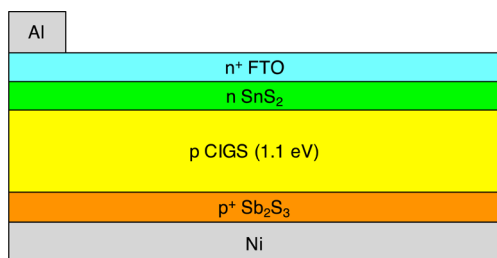 Al
n⁺ FTO
n SnS₂
p CIGS (1.1 eV)
p⁺ Sb₂S₃
Ni